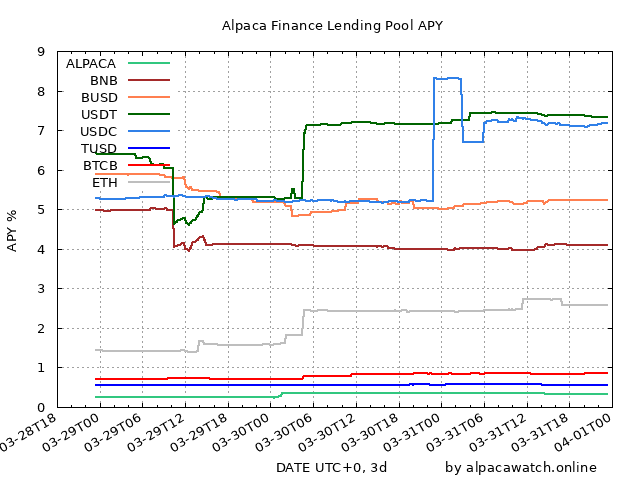 Alpaca Finance Lending Pool APY
9
8
7
6
5
4
3
2
1
0
APY %
ALPACA
BNB
BUSD
USDT
USDC
TUSD
BTCB
ETH
03-28T18
03-29T00
03-29T06
03-29T12
03-29T18
03-30T00
03-30T06
03-30T12
03-30T18
03-31T00
03-31T06
03-31T12
03-31T18
04-01T00
DATE UTC+0, 3d
by alpacawatch.online